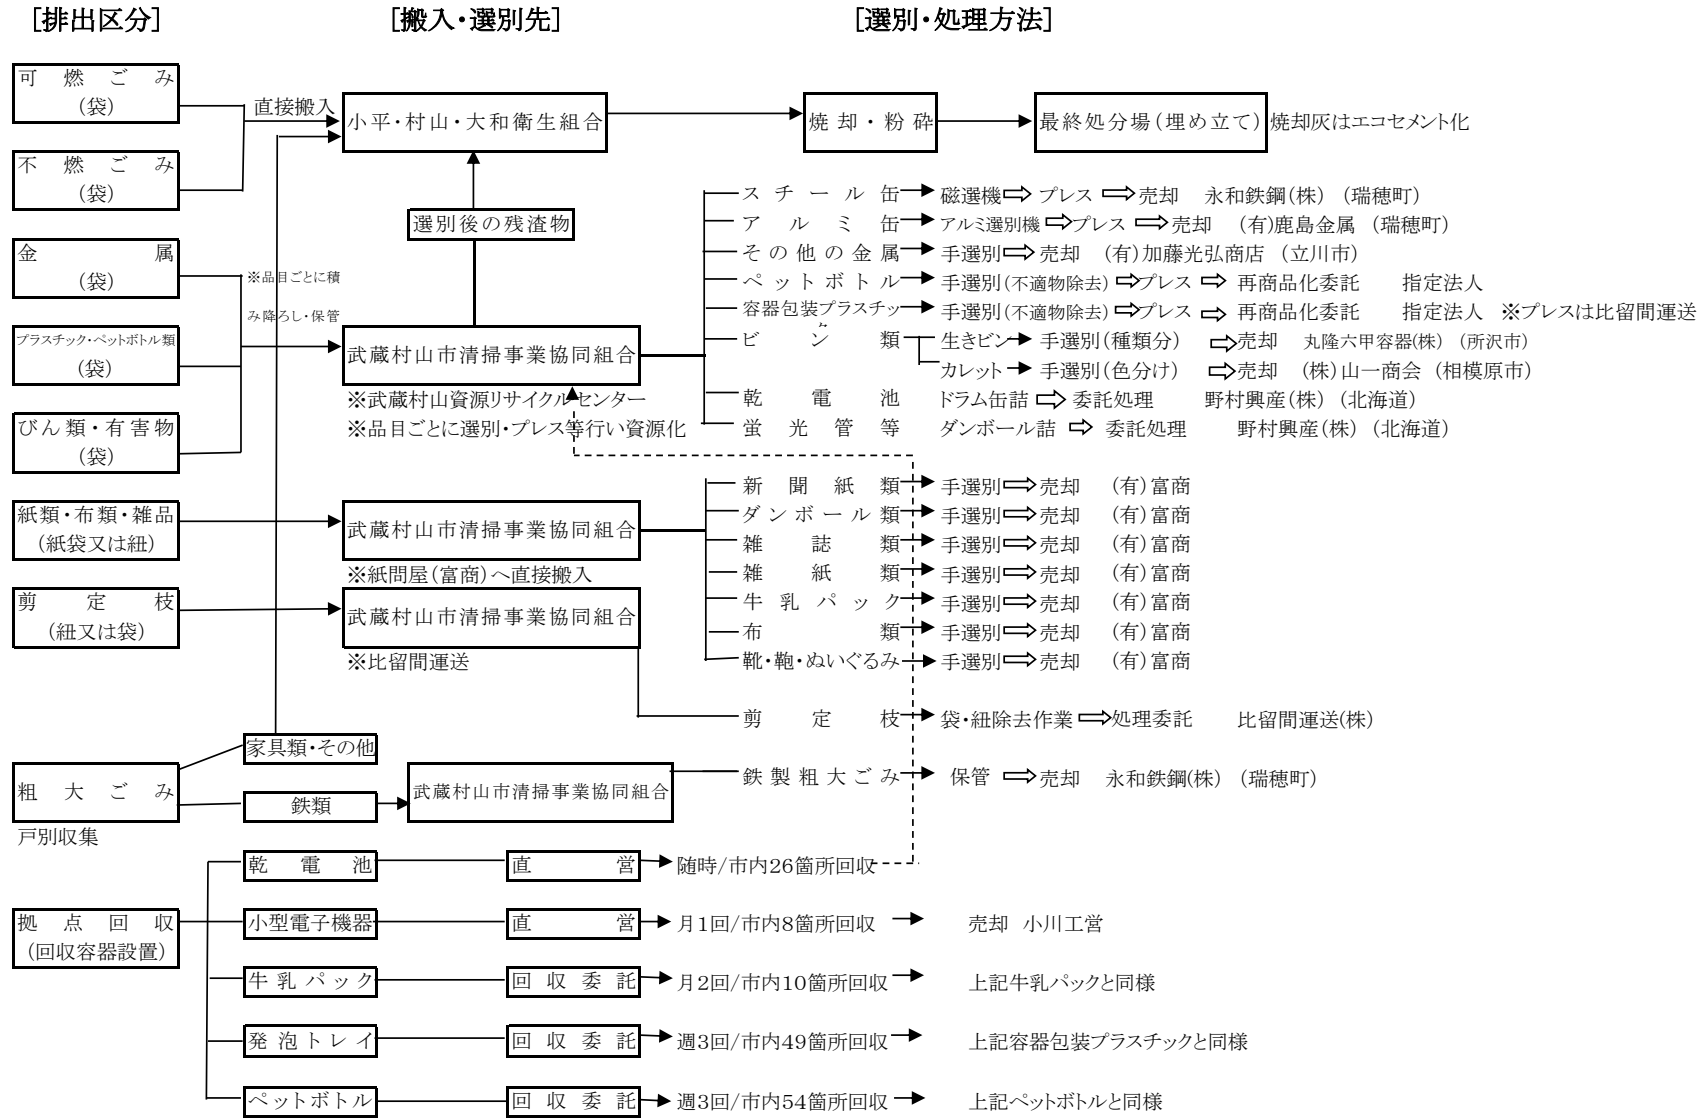 [排出区分] [搬入・選別先] [選別・処理方法]
可燃ごみ
(袋)
直接搬入
小平・村山・大和衛生組合 焼却・粉砕 最終処分場(埋め立て) 焼却灰はエコセメント化
不燃ごみ
(袋)
スチール缶 磁選機 プレス 売却 永和鉄鋼(株) (瑞穂町)
選別後の残渣物
アルミ缶 アルミ選別機 プレス 売却 (有)鹿島金属 (瑞穂町)
金属
(袋)
その他の金属 手選別 売却 (有)加藤光弘商店 (立川市)
※品目ごとに積
み降ろし・保管
ペットボトル 手選別(不適物除去) プレス 再商品化委託 指定法人
容器包装プラスチック 手選別(不適物除去) プレス 再商品化委託 指定法人 ※プレスは比留間運送
プラスチック・ペットボトル類
(袋)
武蔵村山市清掃事業協同組合
ビン類 生きビン 手選別(種類分) 売却 丸隆六甲容器(株) (所沢市)
カレット 手選別(色分け) 売却 (株)山一商会 (相模原市)
※武蔵村山資源リサイクルセンター
乾電池 ドラム缶詰 委託処理 野村興産(株) (北海道)
びん類・有害物
(袋)
※品目ごとに選別・プレス等行い資源化
蛍光管等 ダンボール詰 委託処理 野村興産(株) (北海道)
新聞紙類 手選別 売却 (有)富商
紙類・布類・雑品
(紙袋又は紐)
武蔵村山市清掃事業協同組合
ダンボール類 手選別 売却 (有)富商
雑誌類 手選別 売却 (有)富商
※紙問屋(富商)へ直接搬入
雑紙類 手選別 売却 (有)富商
剪定枝
(紐又は袋)
武蔵村山市清掃事業協同組合
牛乳パック 手選別 売却 (有)富商
布類 手選別 売却 (有)富商
※比留間運送
靴・鞄・ぬいぐるみ 手選別 売却 (有)富商
剪定枝 袋・紐除去作業 処理委託 比留間運送(株)
家具類・その他
粗大ごみ
戸別収集
鉄類
武蔵村山市清掃事業協同組合
鉄製粗大ごみ 保管 売却 永和鉄鋼(株) (瑞穂町)
乾電池 直営 随時/市内26箇所回収
拠点回収
(回収容器設置)
小型電子機器 直営 月1回/市内8箇所回収 売却 小川工営
牛乳パック 回収委託 月2回/市内10箇所回収 上記牛乳パックと同様
発泡トレイ 回収委託 週3回/市内49箇所回収 上記容器包装プラスチックと同様
ペットボトル 回収委託 週3回/市内54箇所回収 上記ペットボトルと同様